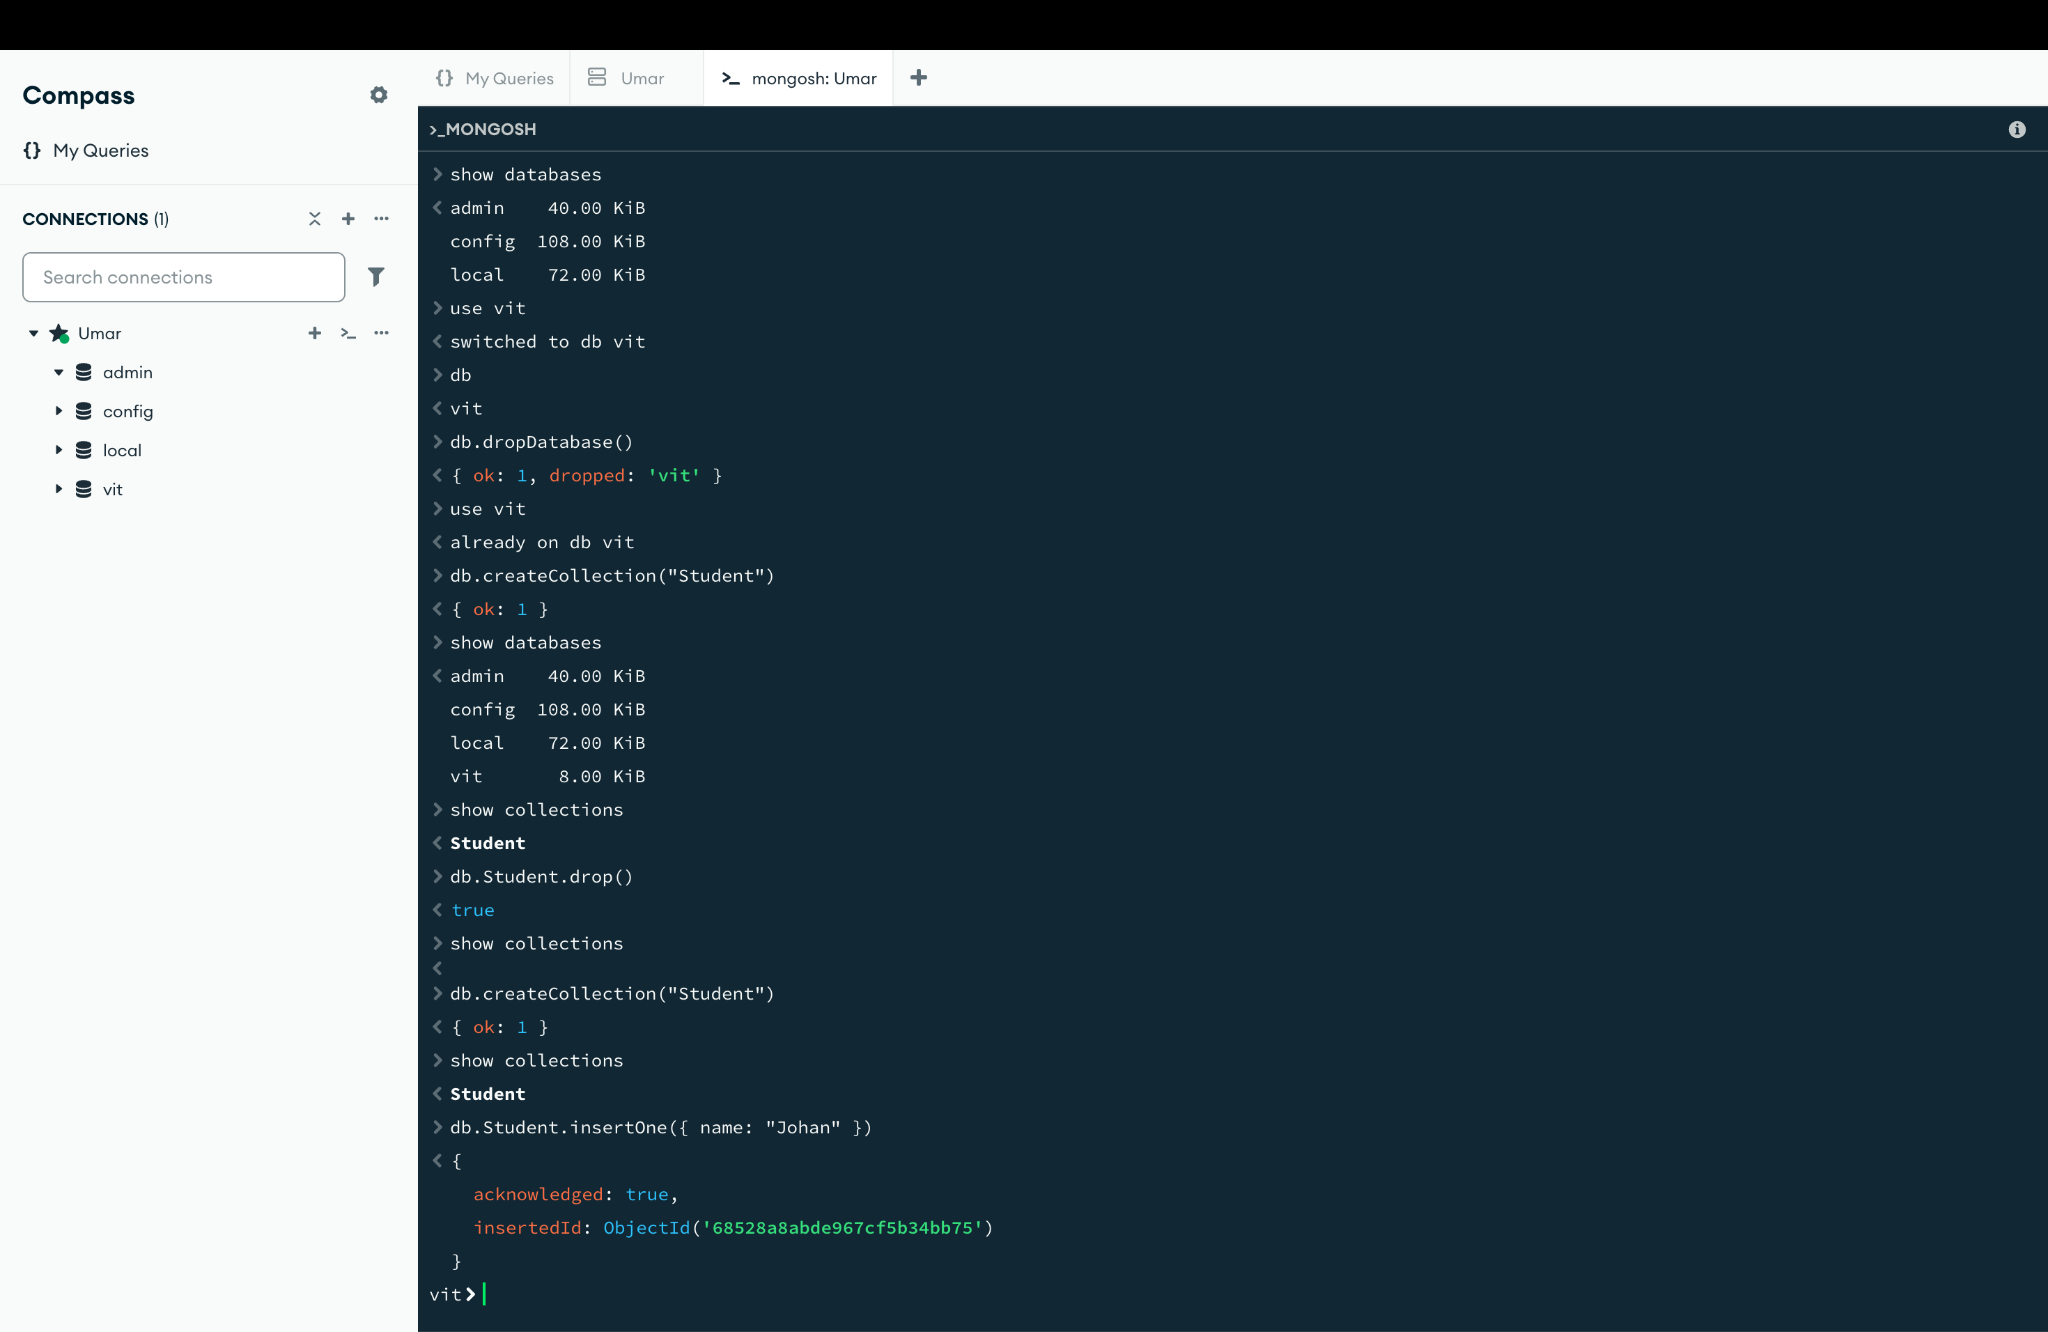 Compass
{} My Queries
CONNECTIONS (1)
Search connections
Umar
admin
config
local
vit
{} My Queries
Umar
>_ mongosh: Umar
>_MONGOSH
> show databases
< admin    40.00 KiB
config  108.00 KiB
local    72.00 KiB
> use vit
< switched to db vit
> db
< vit
> db.dropDatabase()
< { ok: 1, dropped: 'vit' }
> use vit
< already on db vit
> db.createCollection("Student")
< { ok: 1 }
> show databases
< admin    40.00 KiB
config  108.00 KiB
local    72.00 KiB
vit       8.00 KiB
> show collections
< Student
> db.Student.drop()
< true
> show collections
<
> db.createCollection("Student")
< { ok: 1 }
> show collections
< Student
> db.Student.insertOne({ name: "Johan" })
< {
acknowledged: true,
insertedId: ObjectId('68528a8abde967cf5b34bb75')
}
vit>